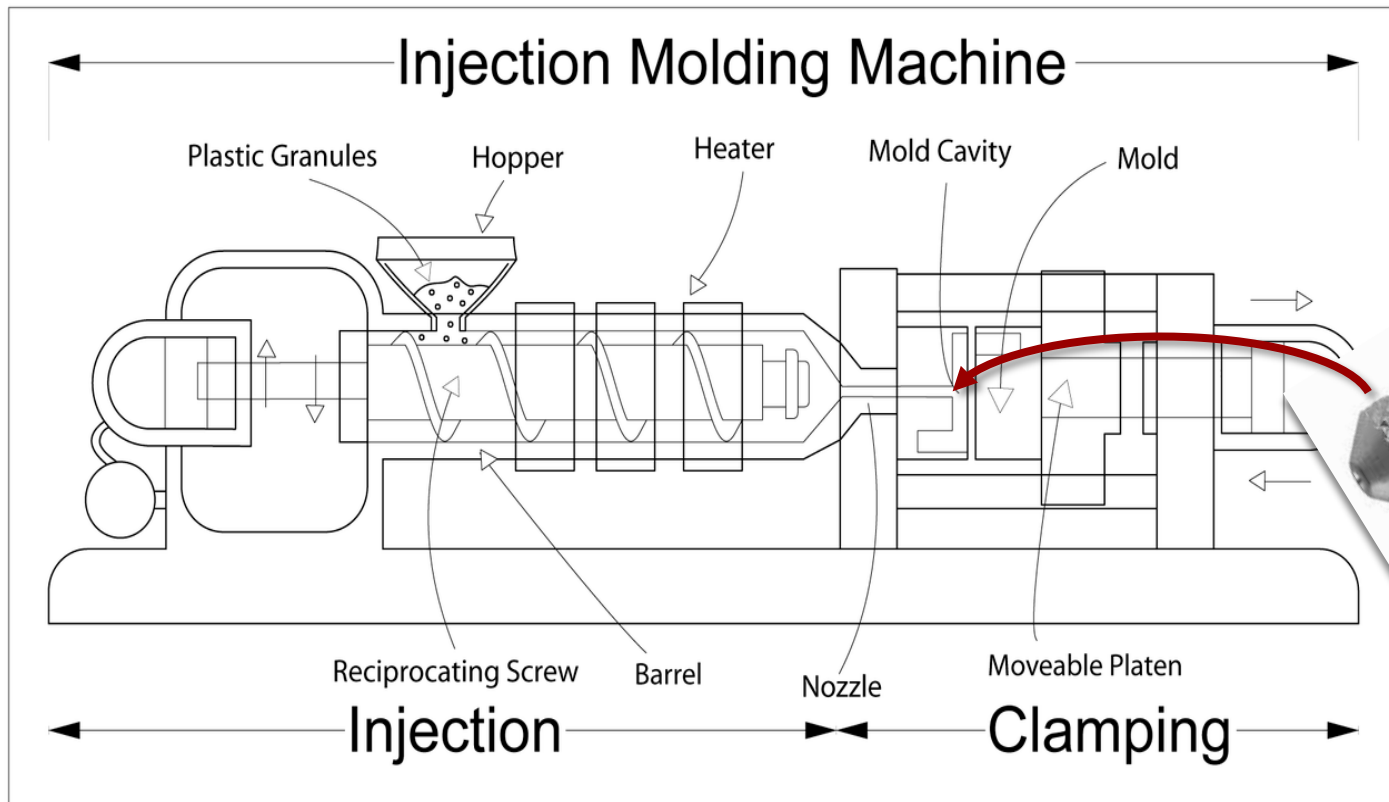 Injection Molding Machine
Plastic Granules
Hopper
Heater
Mold Cavity
Mold
Reciprocating Screw
Barrel
Nozzle
Moveable Platen
Injection
Clamping